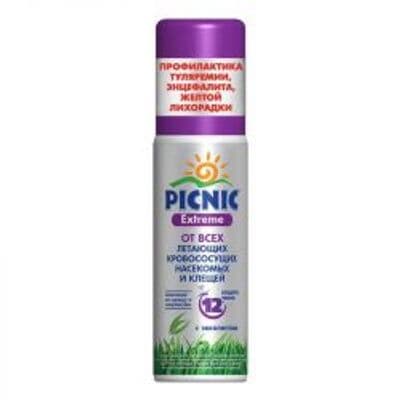 ПРОФИЛАКТИКА
ТУЛЯРЕМИИ,
ЭНЦЕФАЛИТА,
ЖЕЛТОЙ
ЛИХОРАДКИ
PICNIC
Extreme
ОТ ВСЕХ
ЛЕТАЮЩИХ
КРОВОСОСУЩИХ
НАСЕКОМЫХ
И КЛЕЩЕЙ
12